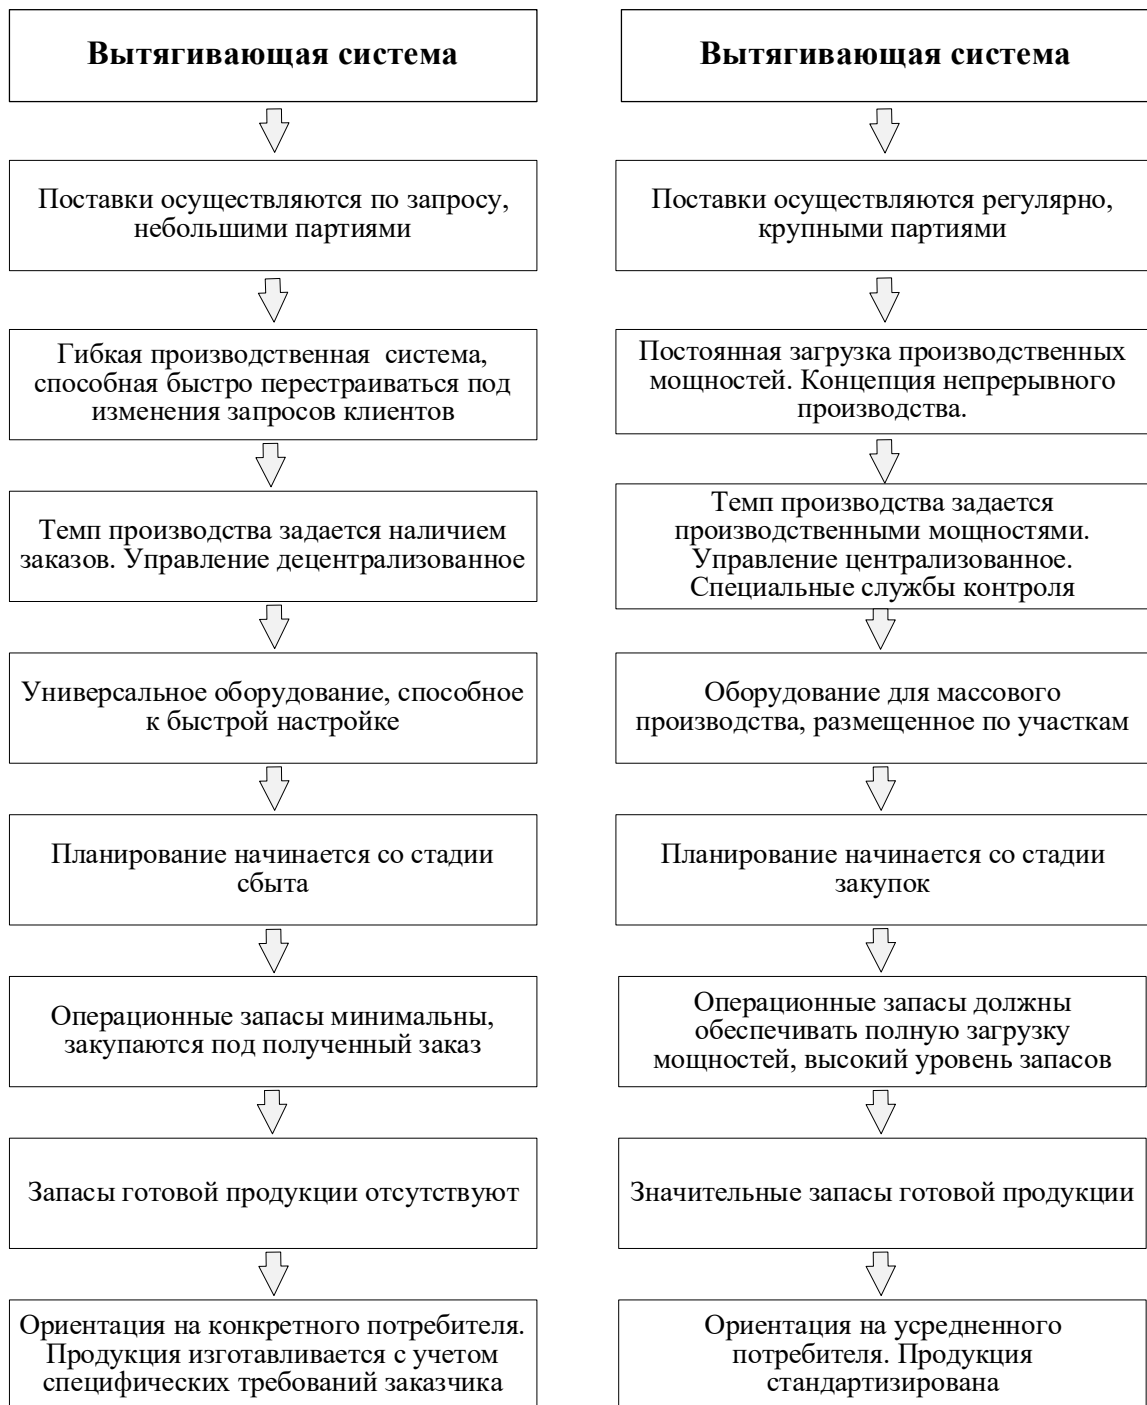 Вытягивающая система
Поставки осуществляются по запросу,
небольшими партиями
Гибкая производственная система,
способная быстро перестраиваться под
изменения запросов клиентов
Темп производства задается наличием
заказов. Управление децентрализованное
Универсальное оборудование, способное
к быстрой настройке
Планирование начинается со стадии
сбыта
Операционные запасы минимальны,
закупаются под полученный заказ
Запасы готовой продукции отсутствуют
Ориентация на конкретного потребителя.
Продукция изготавливается с учетом
специфических требований заказчика
Вытягивающая система
Поставки осуществляются регулярно,
крупными партиями
Постоянная загрузка производственных
мощностей. Концепция непрерывного
производства.
Темп производства задается
производственными мощностями.
Управление централизованное.
Специальные службы контроля
Оборудование для массового
производства, размещенное по участкам
Планирование начинается со стадии
закупок
Операционные запасы должны
обеспечивать полную загрузку
мощностей, высокий уровень запасов
Значительные запасы готовой продукции
Ориентация на усредненного
потребителя. Продукция
стандартизирована